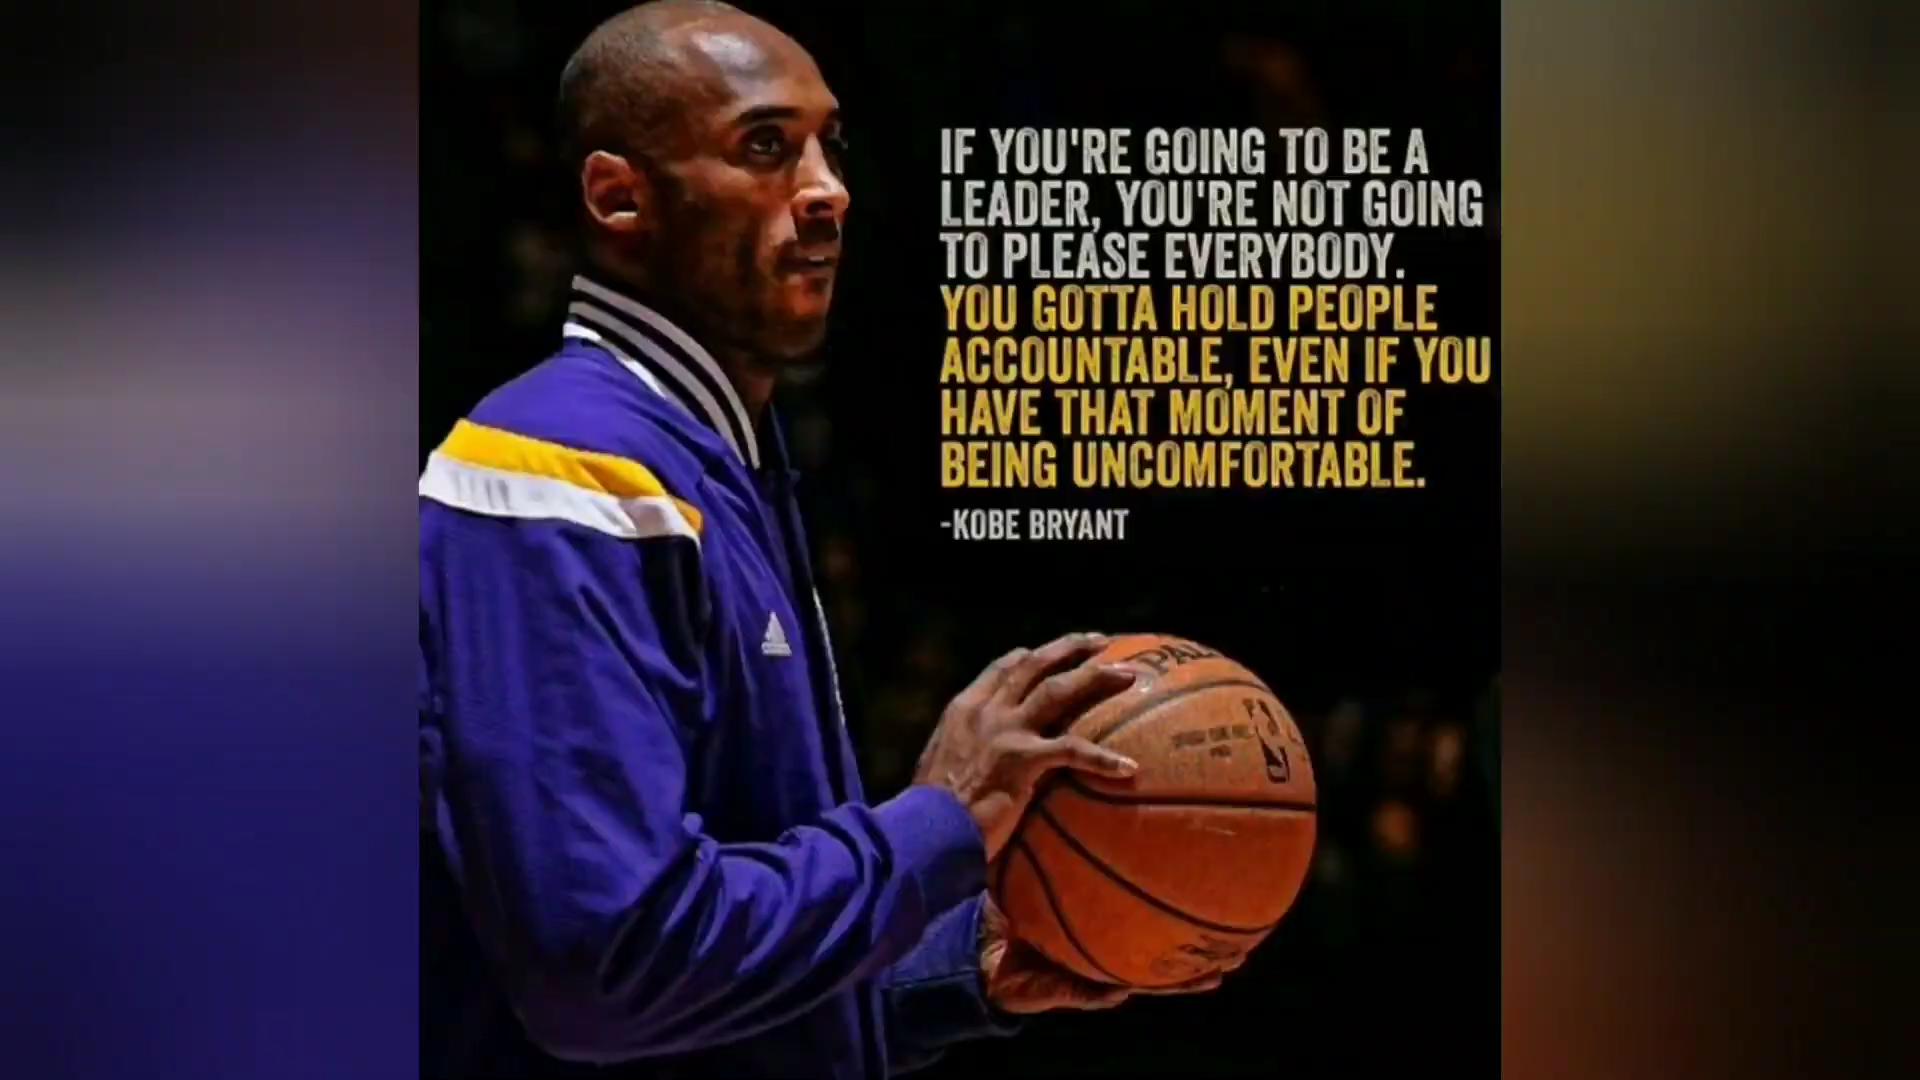 IF YOU'RE GOING TO BE A
LEADER, YOU'RE NOT GOING
TO PLEASE EVERYBODY.
YOU GOTTA HOLD PEOPLE
ACCOUNTABLE, EVEN IF YOU
HAVE THAT MOMENT OF
BEING UNCOMFORTABLE.
-KOBE BRYANT